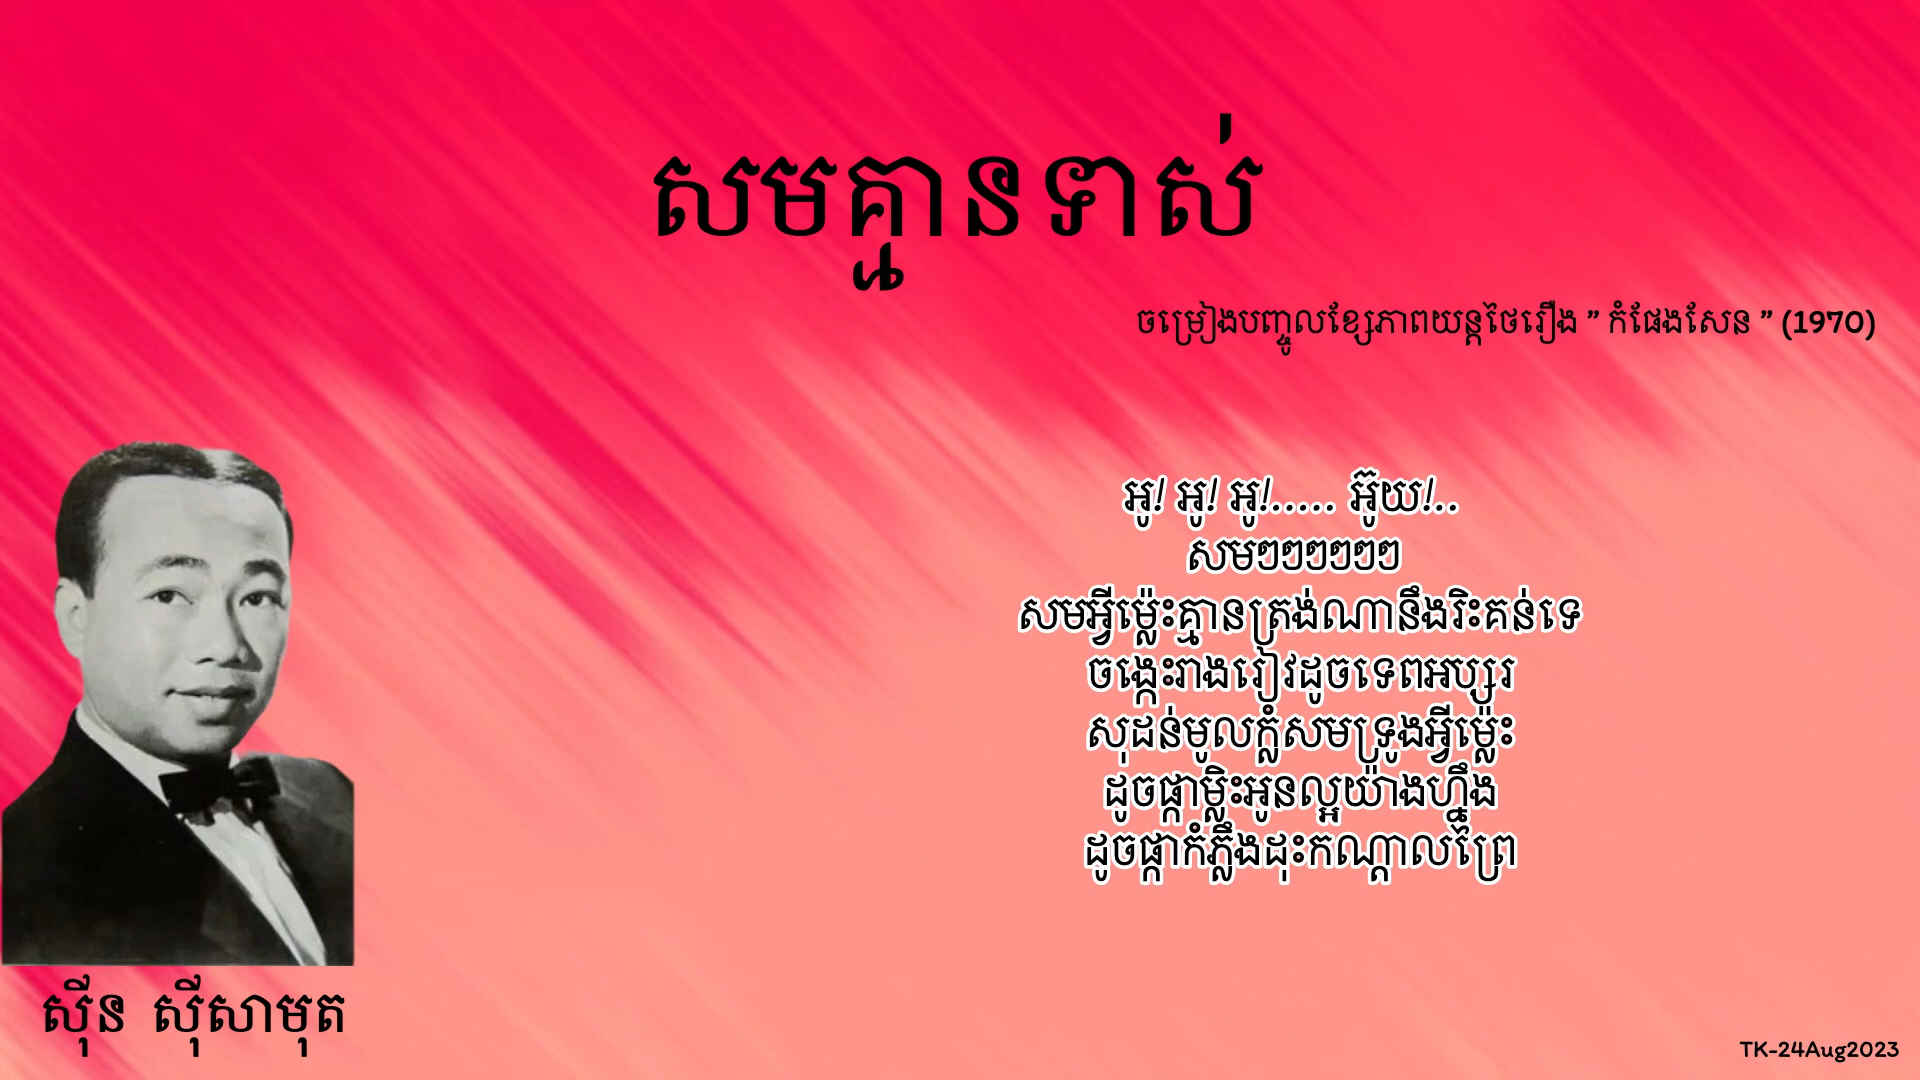 សមគ្មានទាស់
ចម្រៀងបញ្ចូលខ្សែភាពយន្តថៃរឿង ” កំផែងសែន ” (1970)
អូ! អូ! អូ!..... អ៊ូយ!..
សមៗៗៗៗៗៗ
សមអ្វីម៉្លេះគ្មានត្រង់ណានឹងរិះគន់ទេ
ចង្កេះរាងរៀវដូចទេពអប្សរ
សុដន់មូលក្លំសមទ្រូងអ្វីម៉្លេះ
ដូចផ្កាម្លិះអូនល្អយ៉ាងហ្នឹង
ដូចផ្កាកំភ្លឹងដុះកណ្ដាលព្រៃ
ស៊ីន ស៊ីសាមុត
TK-24Aug2023